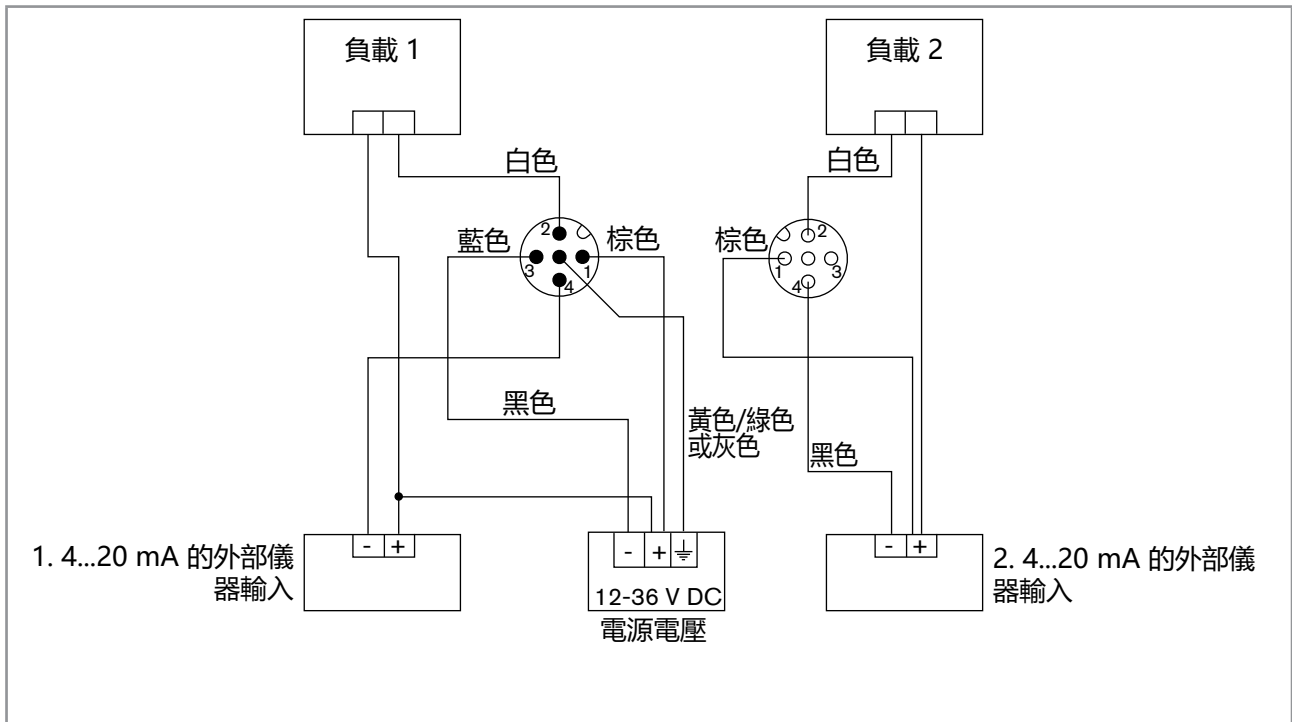 負載 1
負載 2
白色
白色
藍色
2
棕色
3
1
4
棕色
2
1
3
4
黑色
黃色/綠色
或灰色
黑色
- +
1. 4...20 mA 的外部儀
器輸入
- +
12-36 V DC
電源電壓
- +
2. 4...20 mA 的外部儀
器輸入